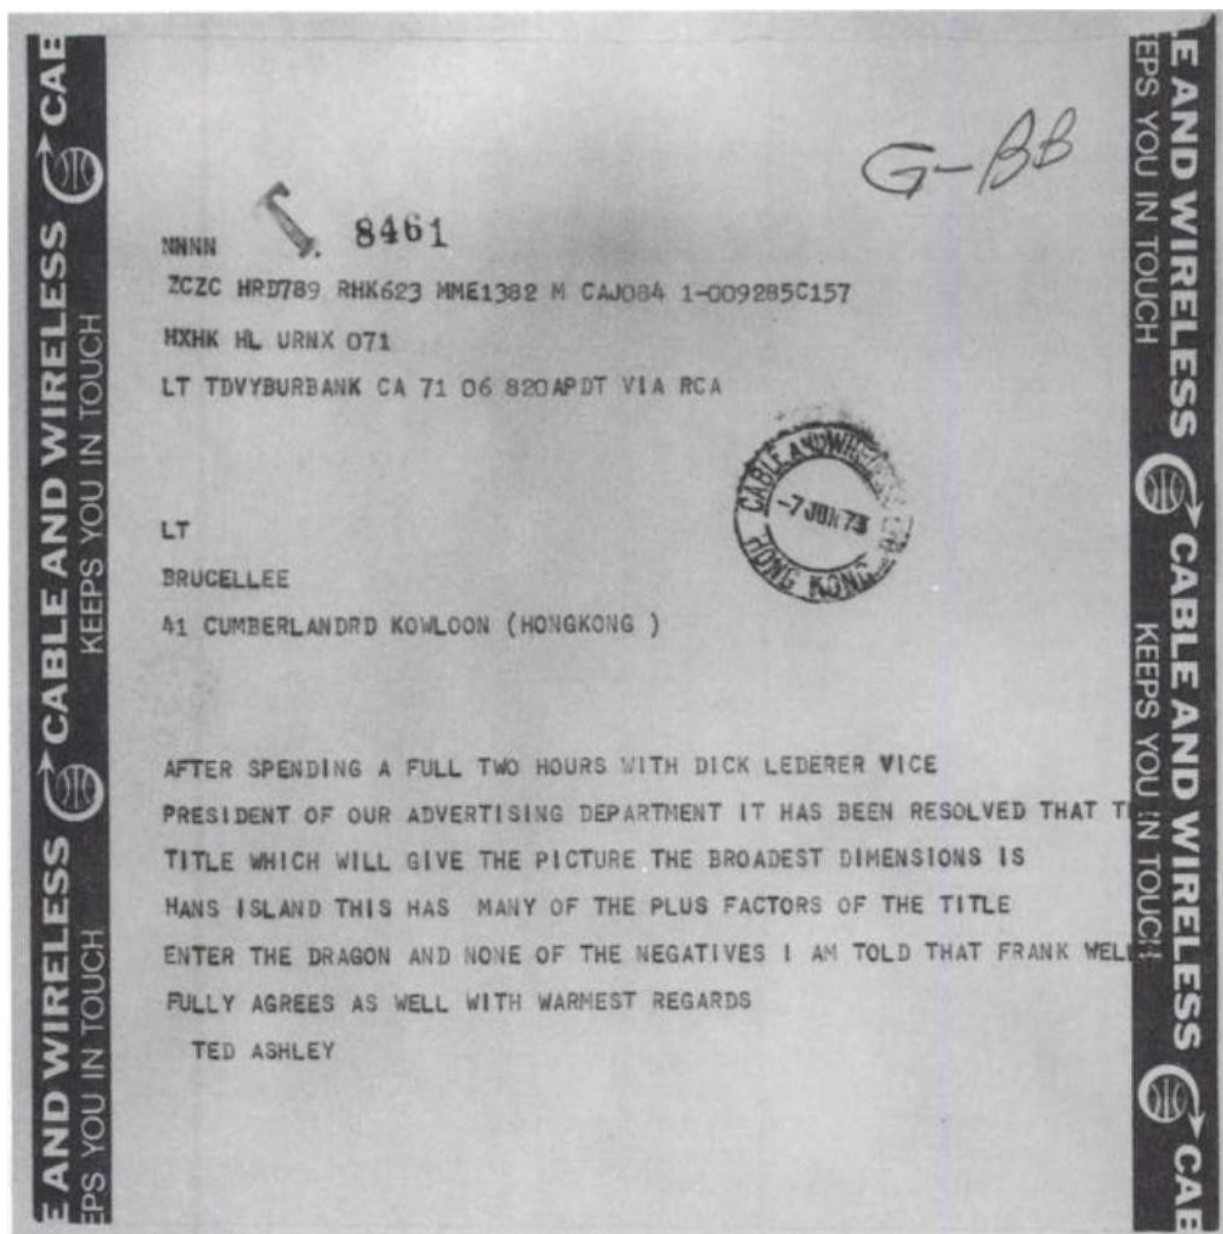 G-BB
8461
NNNN
ZCZC HRD789 RHK623 MME1382 M CAJ084 1-009285C157
HXHK HL URNX 071
LT TDVYBURBANK CA 71 06 820APDT VIA RCA
CABLE AND
-7 JUN 73
HONG KONG
LT
BRUCELLEE
41 CUMBERLANDRD KOWLOON (HONGKONG )
AFTER SPENDING A FULL TWO HOURS WITH DICK LEDERER VICE
PRESIDENT OF OUR ADVERTISING DEPARTMENT IT HAS BEEN RESOLVED THAT
TITLE WHICH WILL GIVE THE PICTURE THE BROADEST DIMENSIONS IS
HANS ISLAND THIS HAS MANY OF THE PLUS FACTORS OF THE TITLE
ENTER THE DRAGON AND NONE OF THE NEGATIVES I AM TOLD THAT FRANK WELL
FULLY AGREES AS WELL WITH WARMEST REGARDS
TED ASHLEY
E AND WIRELESS CABLE AND WIRELESS CAB
EPS YOU IN TOUCH KEEPS YOU IN TOUCH
E AND WIRELESS CABLE AND WIRELESS CAB
EPS YOU IN TOUCH KEEPS YOU IN TOUCH